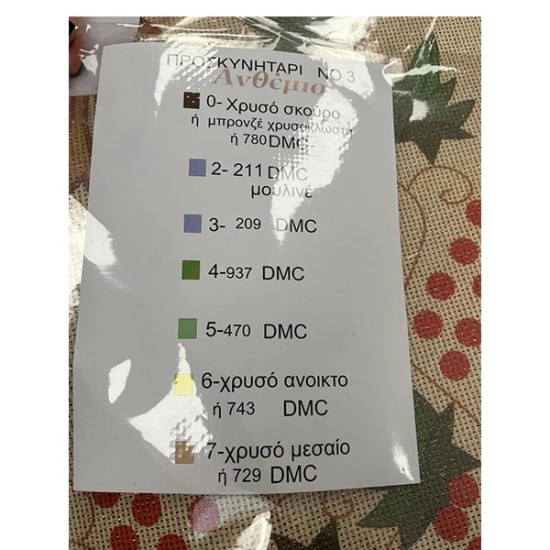 ΠΡΟΣΚΥΝΗΤΑΡΙ ΝΟ 3
Ανθέμιο
0- Χρυσό σκούρο
ή μπρονζέ χρυσοκλωστή
ή 780 DMC
2- 211 DMC
μουλινέ
3- 209 DMC
4-937 DMC
5-470 DMC
6-χρυσό ανοικτο
ή 743 DMC
7-χρυσό μεσαίο
ή 729 DMC